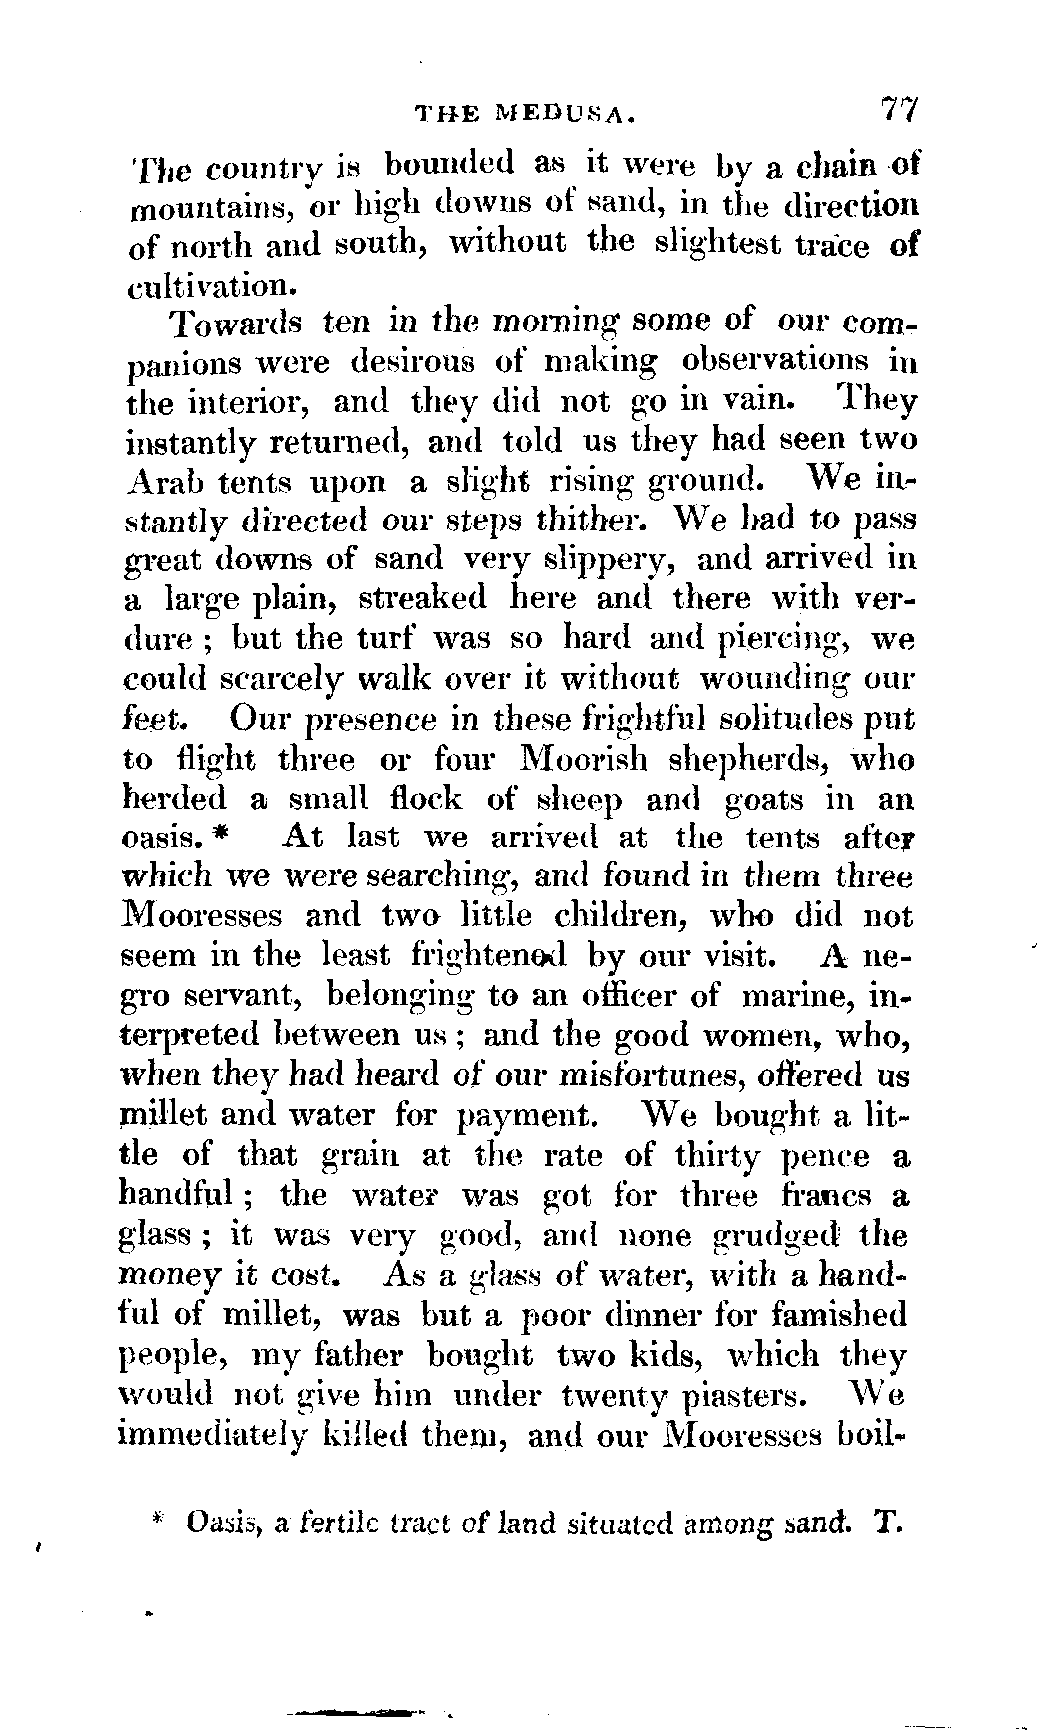 THE MEDUSA. 77
The country is bounded as it were by a chain of
mountains, or high downs of sand, in the direction
of north and south, without the slightest trace of
cultivation.
Towards ten in the morning some of our com-
panions were desirous of making observations in
the interior, and they did not go in vain. They
instantly returned, and told us they had seen two
Arab tents upon a slight rising ground. We in-
stantly directed our steps thither. We had to pass
great downs of sand very slippery, and arrived in
a large plain, streaked here and there with ver-
dure ; but the turf was so hard and piercing, we
could scarcely walk over it without wounding our
feet. Our presence in these frightful solitudes put
to flight three or four Moorish shepherds, who
herded a small flock of sheep and goats in an
oasis. * At last we arrived at the tents after
which we were searching, and found in them three
Mooresses and two little children, who did not
seem in the least frightened by our visit. A ne-
gro servant, belonging to an officer of marine, in-
terpreted between us ; and the good women, who,
when they had heard of our misfortunes, offered us
millet and water for payment. We bought a lit-
tle of that grain at the rate of thirty pence a
handful ; the water was got for three francs a
glass ; it was very good, and none grudged the
money it cost. As a glass of water, with a hand-
ful of millet, was but a poor dinner for famished
people, my father bought two kids, which they
would not give him under twenty piasters. We
immediately killed them, and our Mooresses boil-
* Oasis, a fertile tract of land situated among sand. T.